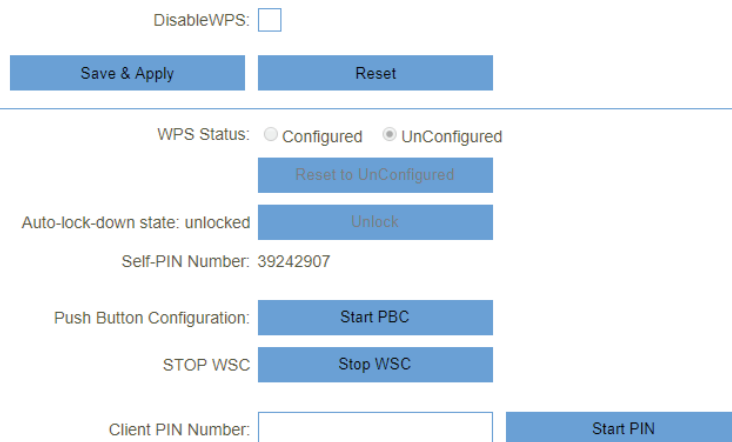 DisableWPS:
Save & Apply Reset
WPS Status: Configured UnConfigured
Reset to UnConfigured
Auto-lock-down state: unlocked Unlock
Self-PIN Number: 39242907
Push Button Configuration: Start PBC
STOP WSC Stop WSC
Client PIN Number: Start PIN